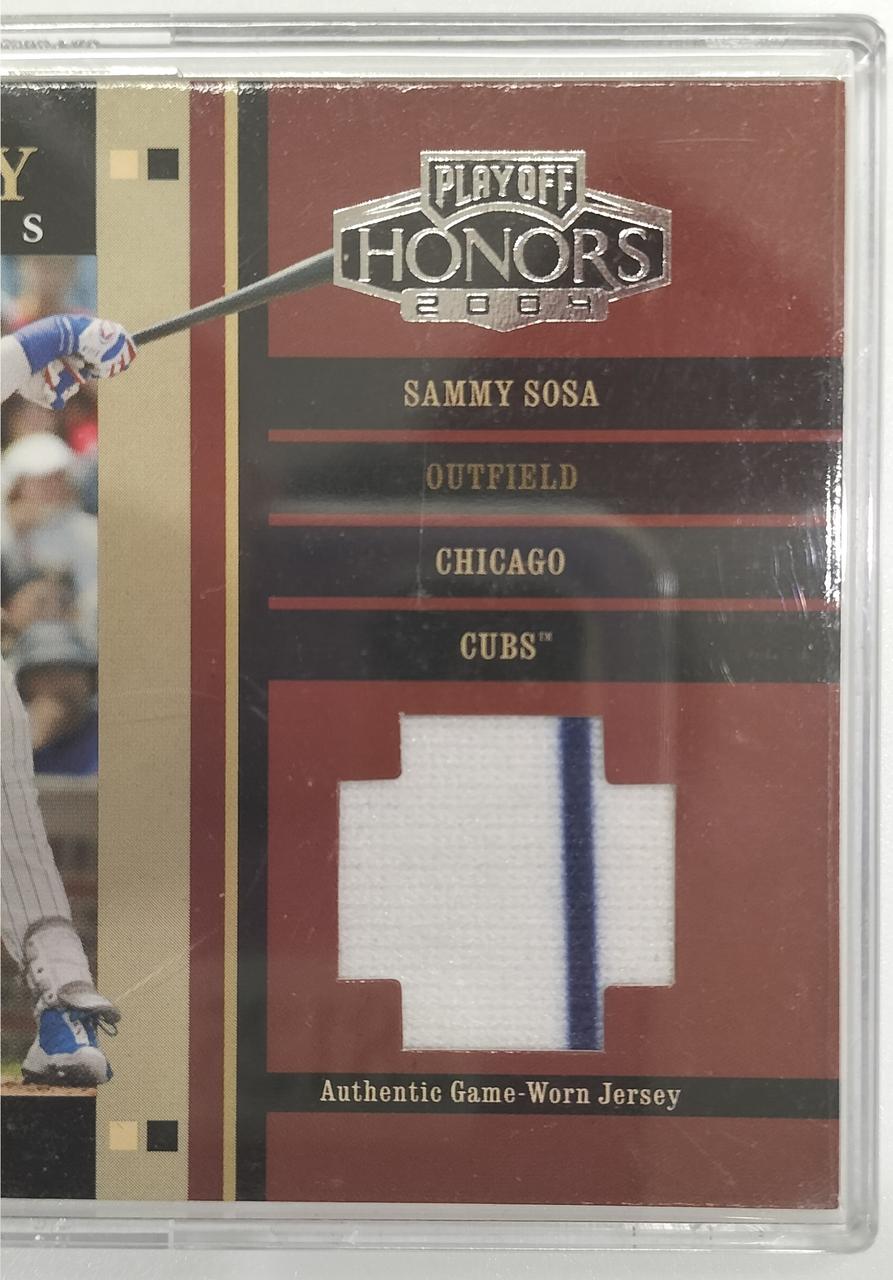 Y
S
PLAYOFF
HONORS
2004
SAMMY SOSA
OUTFIELD
CHICAGO
CUBS™
Authentic Game-Worn Jersey